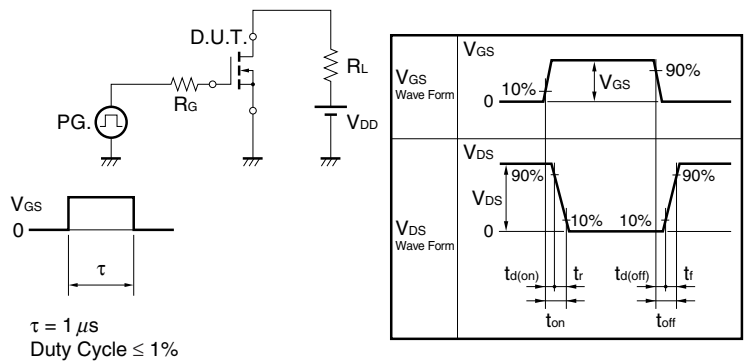 D.U.T.
RG
PG.
RL
VDD
VGS
0
τ
τ = 1 μs
Duty Cycle ≤ 1%
VGS
Wave Form
VGS
10%
VGS
90%
0
VDS
Wave Form
VDS
90%
VDS
10%
10%
90%
0
td(on)
tr
td(off)
tf
ton
toff